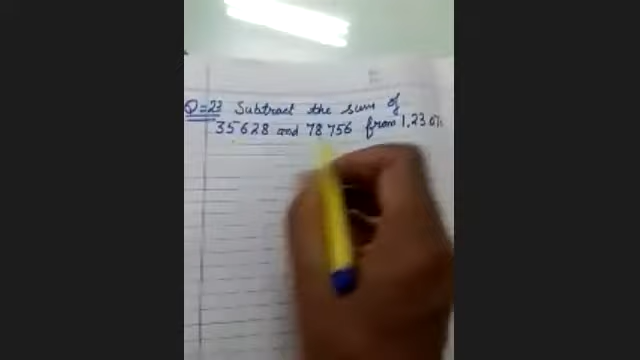 Q=23 Subtract the sum of
35628 and 78756 from